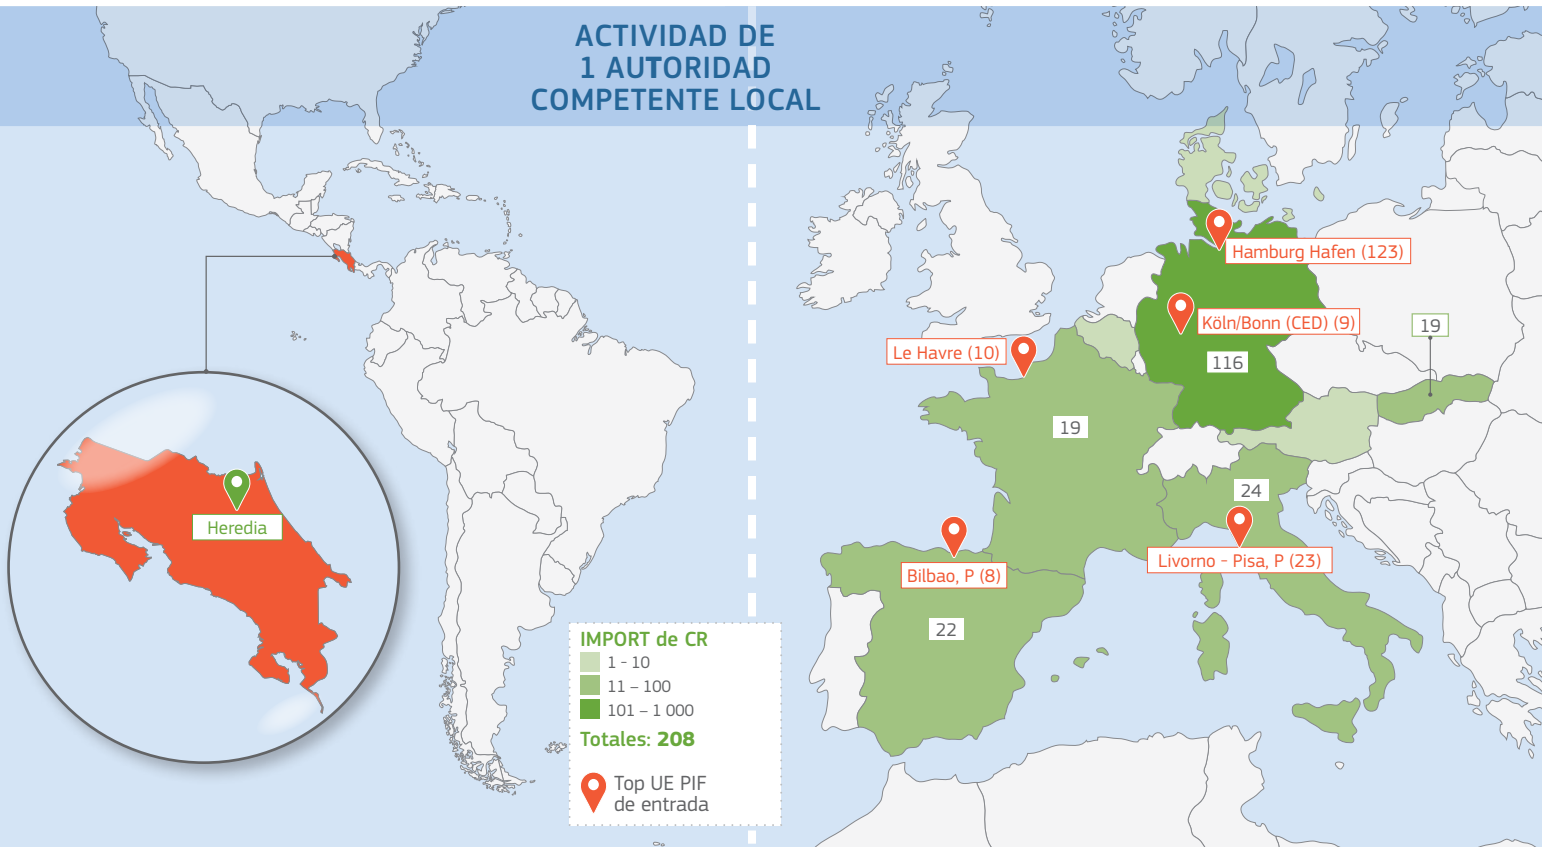 ACTIVIDAD DE
1 AUTORIDAD
COMPETENTE LOCAL
Hamburg Hafen (123)
Köln/Bonn (CED) (9)
19
Le Havre (10)
116
19
24
Heredia
Livorno - Pisa, P (23)
Bilbao, P (8)
22
IMPORT de CR
1 - 10
11 – 100
101 – 1 000
Totales: 208
Top UE PIF
de entrada